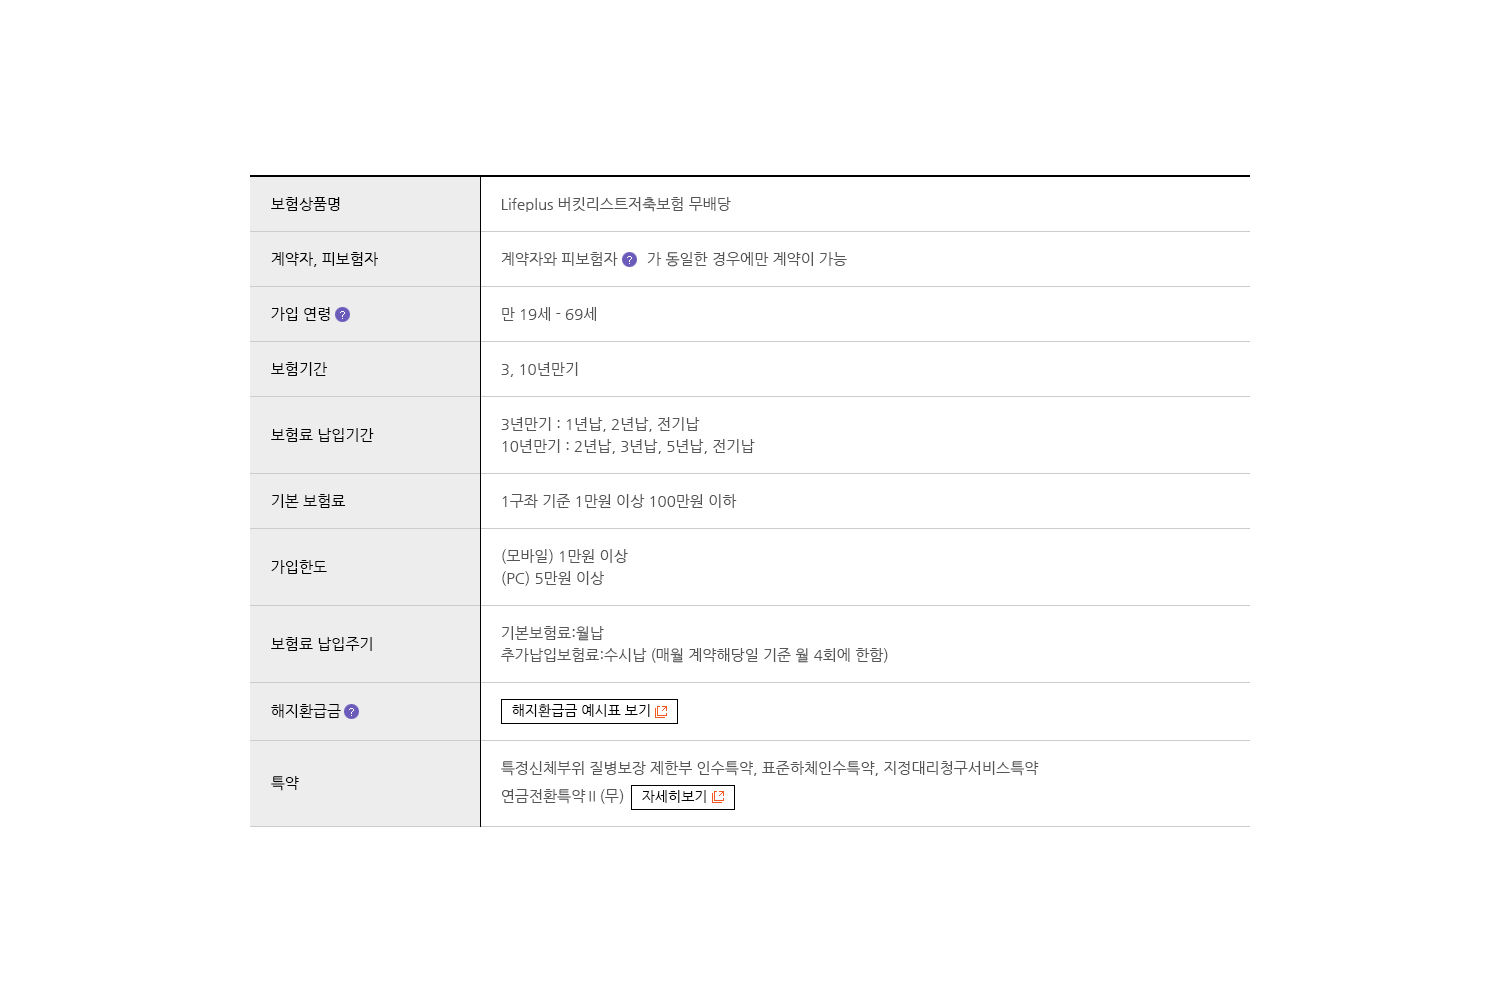 보험상품명
Lifeplus 버킷리스트저축보험 무배당
계약자, 피보험자
계약자와 피보험자 ? 가 동일한 경우에만 계약이 가능
가입 연령 ?
만 19세 - 69세
보험기간
3, 10년만기
보험료 납입기간
3년만기 : 1년납, 2년납, 전기납
10년만기 : 2년납, 3년납, 5년납, 전기납
기본 보험료
1구좌 기준 1만원 이상 100만원 이하
가입한도
(모바일) 1만원 이상
(PC) 5만원 이상
보험료 납입주기
기본보험료:월납
추가납입보험료:수시납 (매월 계약해당일 기준 월 4회에 한함)
해지환급금 ?
해지환급금 예시표 보기
특약
특정신체부위 질병보장 제한부 인수특약, 표준하체인수특약, 지정대리청구서비스특약
연금전환특약Ⅱ(무) 자세히보기